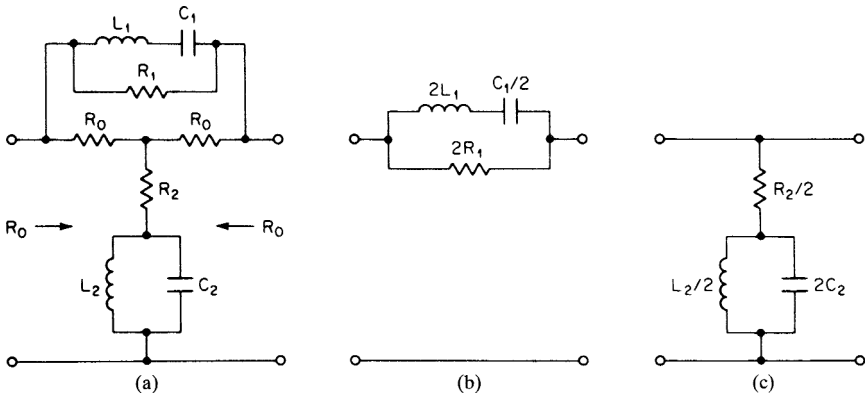 L₁ C₁
R₁
R₀ R₀
R₂
R₀ R₀
L₂ C₂
(a)
2L₁ C₁/2
2R₁
(b)
R₂/2
L₂/2 2C₂
(c)